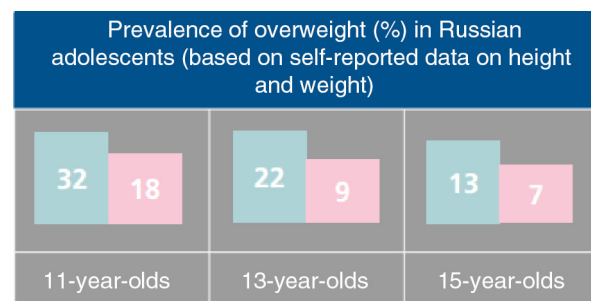 Prevalence of overweight (%) in Russian
adolescents (based on self-reported data on height
and weight)
32 18 22 9 13 7
11-year-olds 13-year-olds 15-year-olds